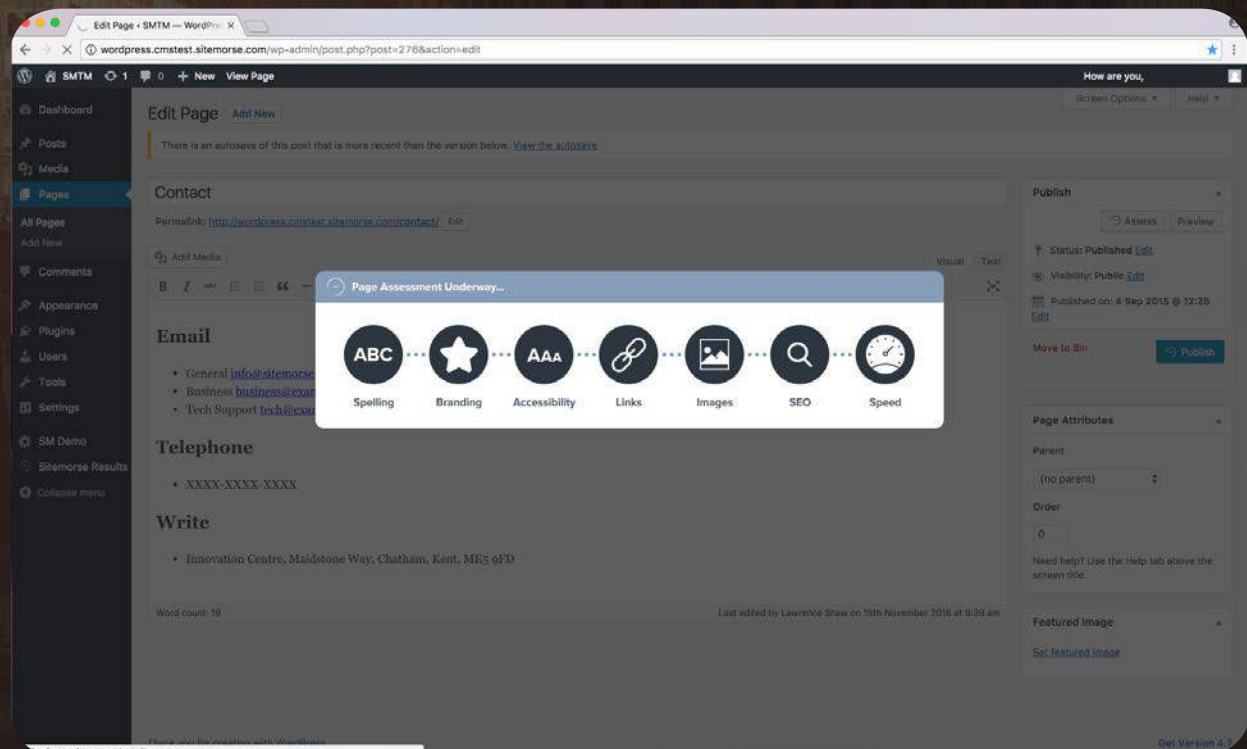 Edit Page ‹ SMTM — WordPre
wordpress.cmstest.sitemorse.com/wp-admin/post.php?post=276&action=edit
SMTM 1 0 + New View Page How are you,
Dashboard
Posts
Media
Pages
All Pages
Add New
Comments
Appearance
Plugins
Users
Tools
Settings
SM Demo
Sitemorse Results
Collapse menu
Screen Options Help
Edit Page Add New
There is an autosave of this post that is more recent than the version below. View the autosave
Contact
Permalink: http://wordpress.cmstest.sitemorse.com/contact/ Edit
Add Media
Visual Text
B I ABC
Page Assessment Underway...
ABC AAA
Spelling Branding Accessibility Links Images SEO Speed
Email
General info@sitemorse
Business business@exam
Tech Support tech@exam
Telephone
XXXX-XXXX-XXXX
Write
Innovation Centre, Maidstone Way, Chatham, Kent, ME5 9FD
Word count: 19 Last edited by Lawrence Shaw on 15th November 2016 at 9:39 am
Publish
Assess Preview
Status: Published Edit
Visibility: Public Edit
Published on: 4 Sep 2015 @ 12:25
Edit
Move to Bin Publish
Page Attributes
Parent
(no parent)
Order
0
Need help? Use the Help tab above the
screen title.
Featured Image
Set featured image
Thank you for creating with WordPress
Get Version 4.7